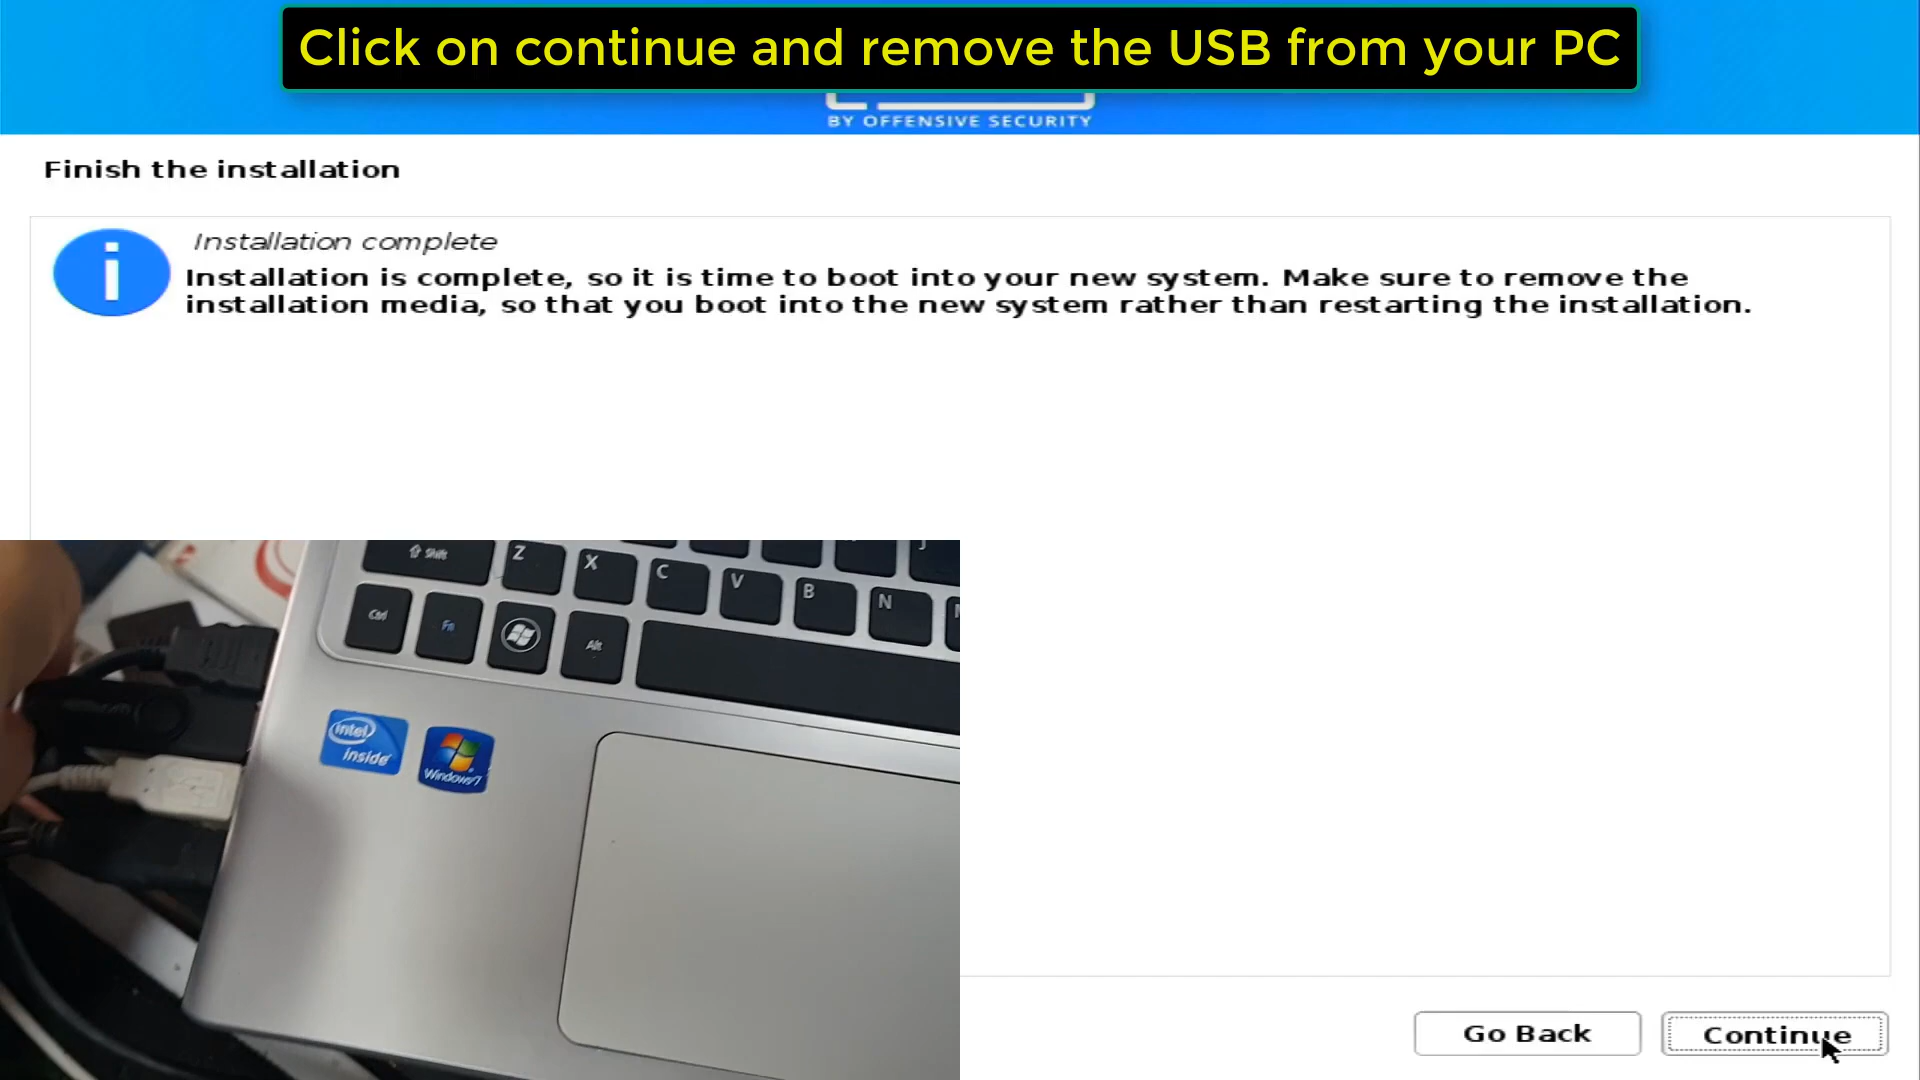 Click on continue and remove the USB from your PC
BY OFFENSIVE SECURITY
Finish the installation
Installation complete
Installation is complete, so it is time to boot into your new system. Make sure to remove the
installation media, so that you boot into the new system rather than restarting the installation.
Shift Z X C V B N J
Ctrl Fn Alt
intel
inside
Windows7
Go Back Continue